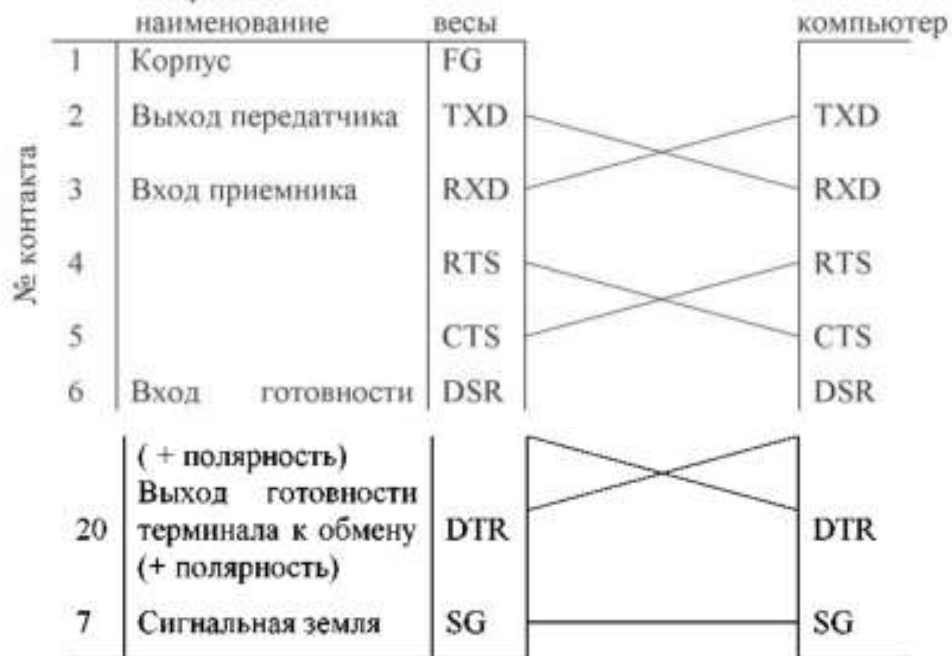 наименование весы компьютер
№ контакта
1 Корпус FG
2 Выход передатчика TXD TXD
3 Вход приемника RXD RXD
4 RTS RTS
5 CTS CTS
6 Вход готовности DSR DSR
( + полярность)
Выход готовности
20 терминала к обмену DTR DTR
(+ полярность)
7 Сигнальная земля SG SG